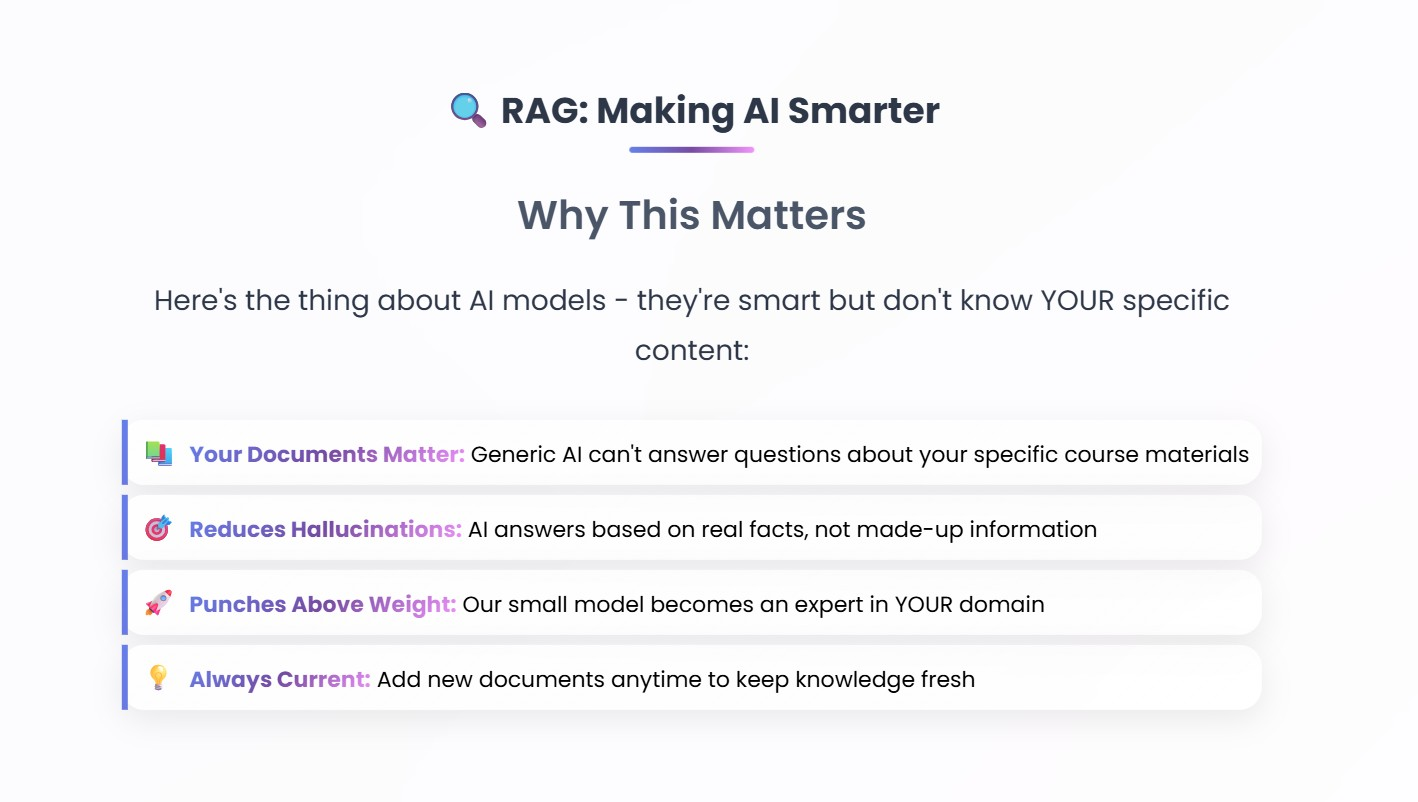 🔍 RAG: Making AI Smarter
Why This Matters
Here's the thing about AI models - they're smart but don't know YOUR specific
content:
📚 Your Documents Matter: Generic AI can't answer questions about your specific course materials
🎯 Reduces Hallucinations: AI answers based on real facts, not made-up information
🚀 Punches Above Weight: Our small model becomes an expert in YOUR domain
💡 Always Current: Add new documents anytime to keep knowledge fresh